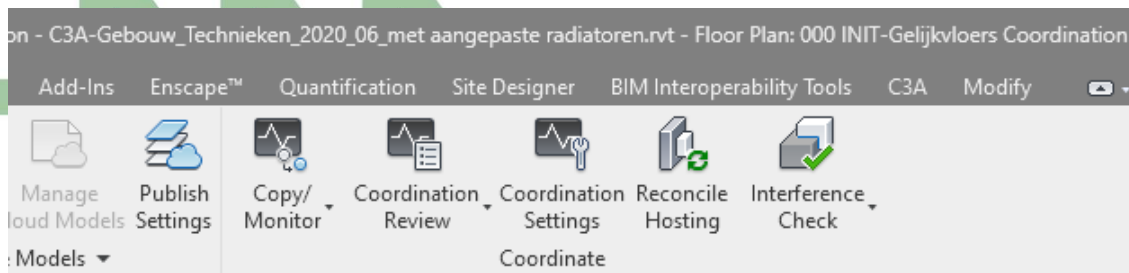 on - C3A-Gebouw_Technieken_2020_06_met aangepaste radiatoren.rvt - Floor Plan: 000 INIT-Gelijkvloers Coordination
Add-Ins Enscape™ Quantification Site Designer BIM Interoperability Tools C3A Modify
Manage
loud Models
Publish
Settings
Copy/
Monitor
Coordination
Review
Coordination
Settings
Reconcile
Hosting
Interference
Check
Models
Coordinate